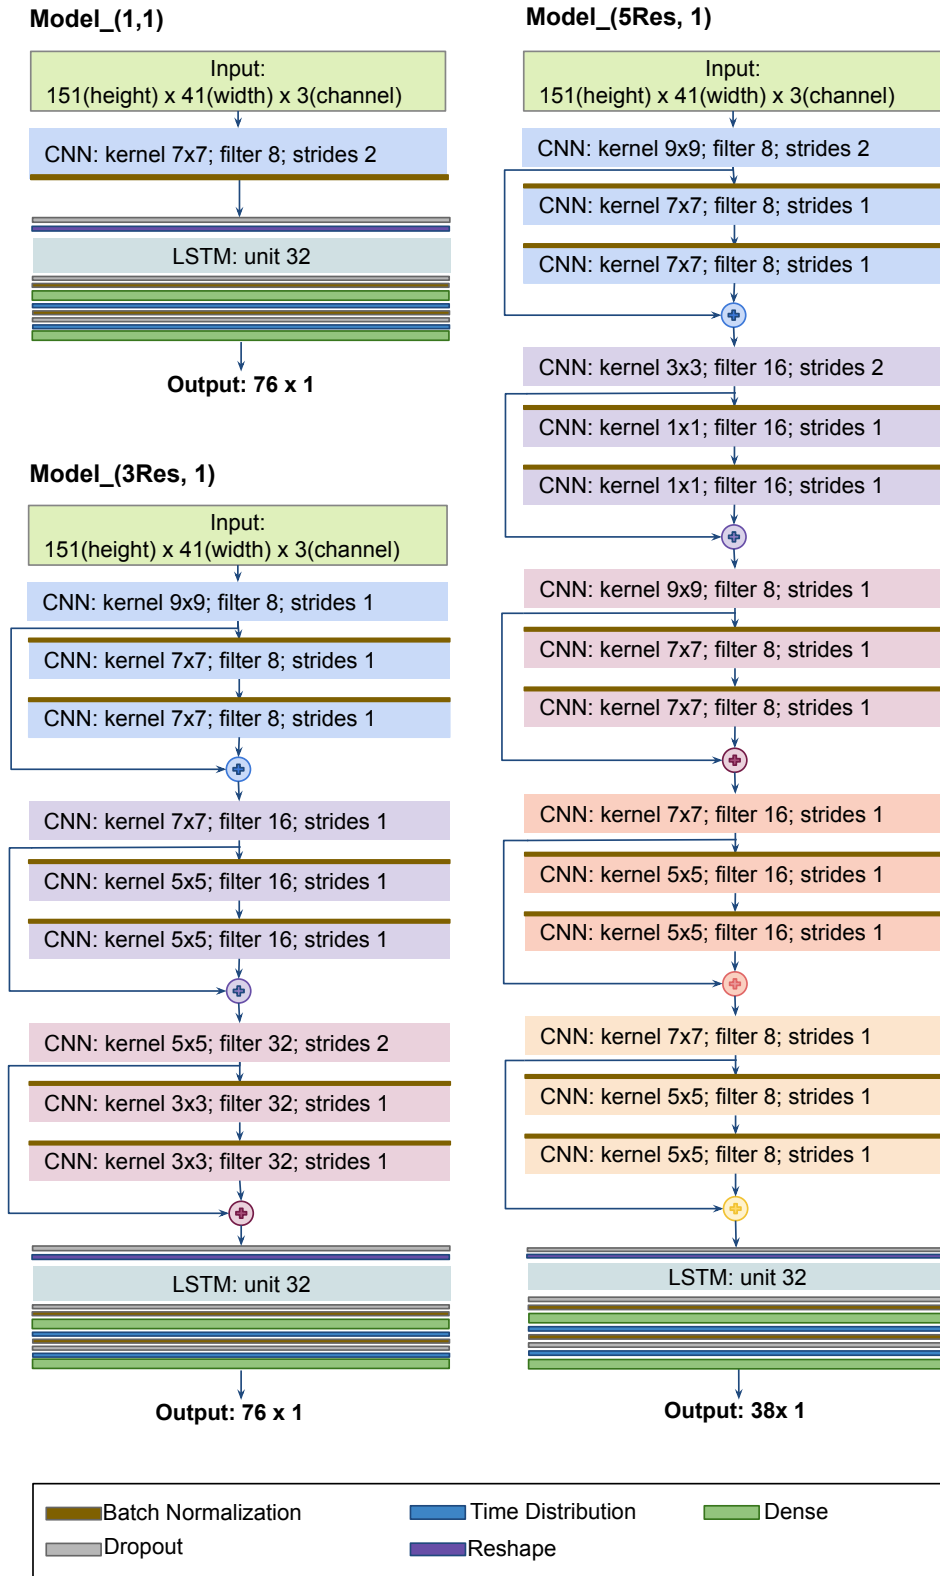 Model_(1,1)
Input:
151(height) x 41(width) x 3(channel)
CNN: kernel 7x7; filter 8; strides 2
LSTM: unit 32
Output: 76 x 1
Model_(3Res, 1)
Input:
151(height) x 41(width) x 3(channel)
CNN: kernel 9x9; filter 8; strides 1
CNN: kernel 7x7; filter 8; strides 1
CNN: kernel 7x7; filter 8; strides 1
CNN: kernel 7x7; filter 16; strides 1
CNN: kernel 5x5; filter 16; strides 1
CNN: kernel 5x5; filter 16; strides 1
CNN: kernel 5x5; filter 32; strides 2
CNN: kernel 3x3; filter 32; strides 1
CNN: kernel 3x3; filter 32; strides 1
LSTM: unit 32
Output: 76 x 1
Model_(5Res, 1)
Input:
151(height) x 41(width) x 3(channel)
CNN: kernel 9x9; filter 8; strides 2
CNN: kernel 7x7; filter 8; strides 1
CNN: kernel 7x7; filter 8; strides 1
CNN: kernel 3x3; filter 16; strides 2
CNN: kernel 1x1; filter 16; strides 1
CNN: kernel 1x1; filter 16; strides 1
CNN: kernel 9x9; filter 8; strides 1
CNN: kernel 7x7; filter 8; strides 1
CNN: kernel 7x7; filter 8; strides 1
CNN: kernel 7x7; filter 16; strides 1
CNN: kernel 5x5; filter 16; strides 1
CNN: kernel 5x5; filter 16; strides 1
CNN: kernel 7x7; filter 8; strides 1
CNN: kernel 5x5; filter 8; strides 1
CNN: kernel 5x5; filter 8; strides 1
LSTM: unit 32
Output: 38x 1
Batch Normalization
Time Distribution
Dense
Dropout
Reshape